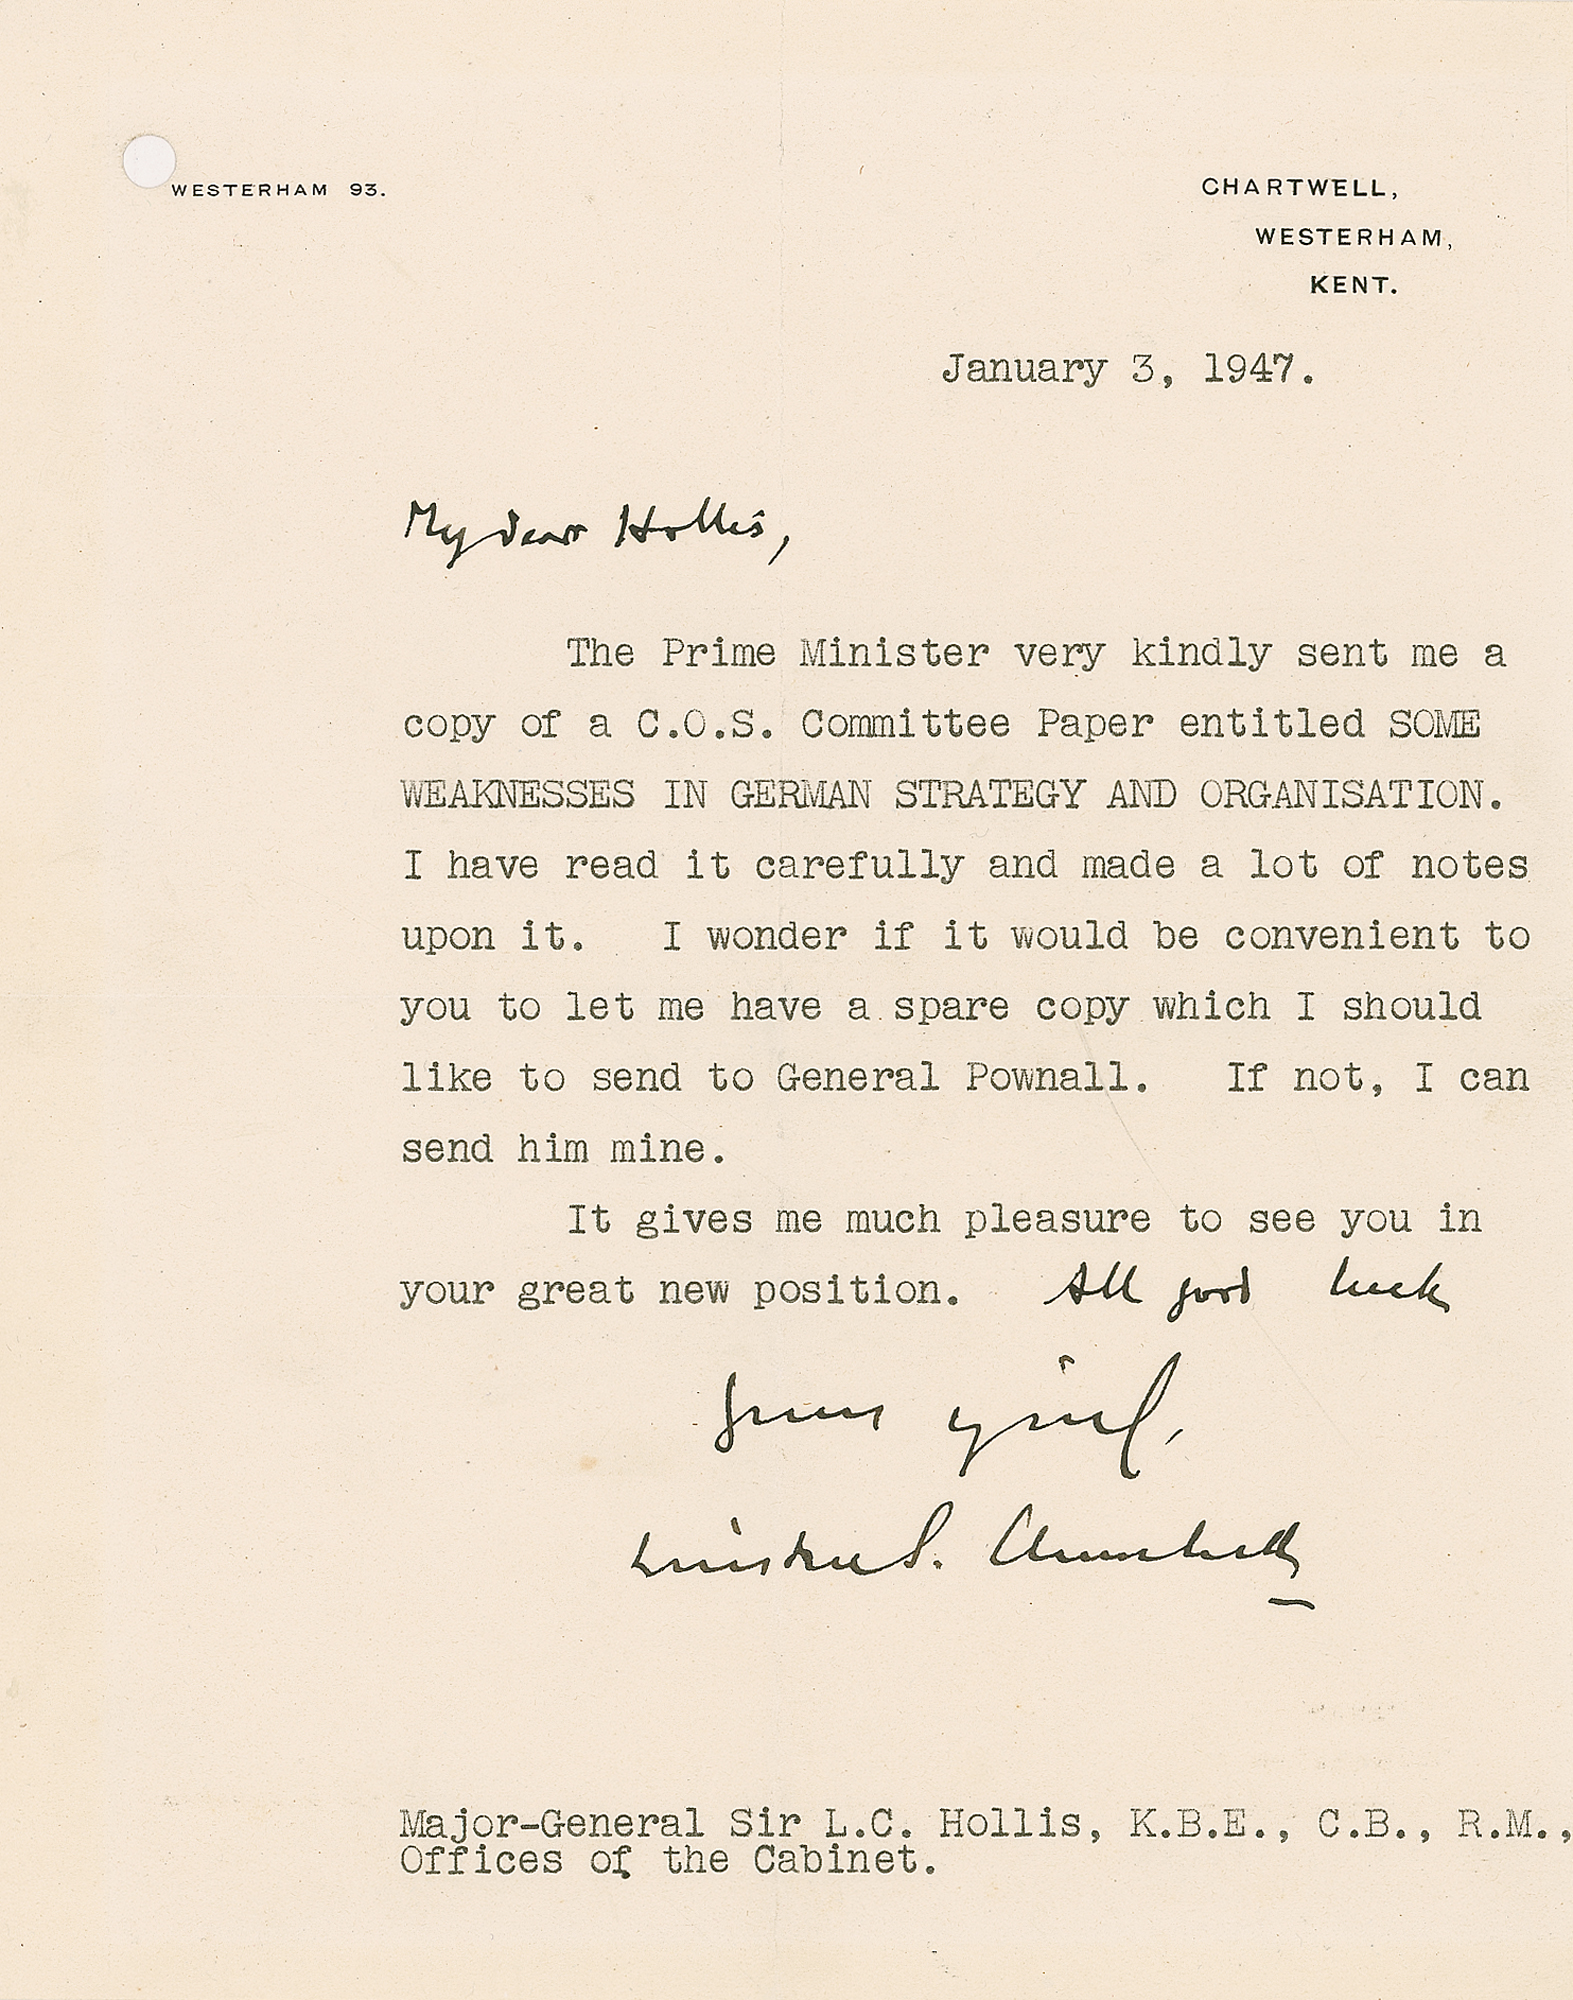 WESTERHAM 93.
CHARTWELL,
WESTERHAM,
KENT.
January 3, 1947.
My dear Hollis,
The Prime Minister very kindly sent me a
copy of a C.O.S. Committee Paper entitled SOME
WEAKNESSES IN GERMAN STRATEGY AND ORGANISATION.
I have read it carefully and made a lot of notes
upon it. I wonder if it would be convenient to
you to let me have a spare copy which I should
like to send to General Pownall. If not, I can
send him mine.
It gives me much pleasure to see you in
your great new position. All good luck
Yours
Winston S. Churchill
Major-General Sir L.C. Hollis, K.B.E., C.B., R.M.,
Offices of the Cabinet.